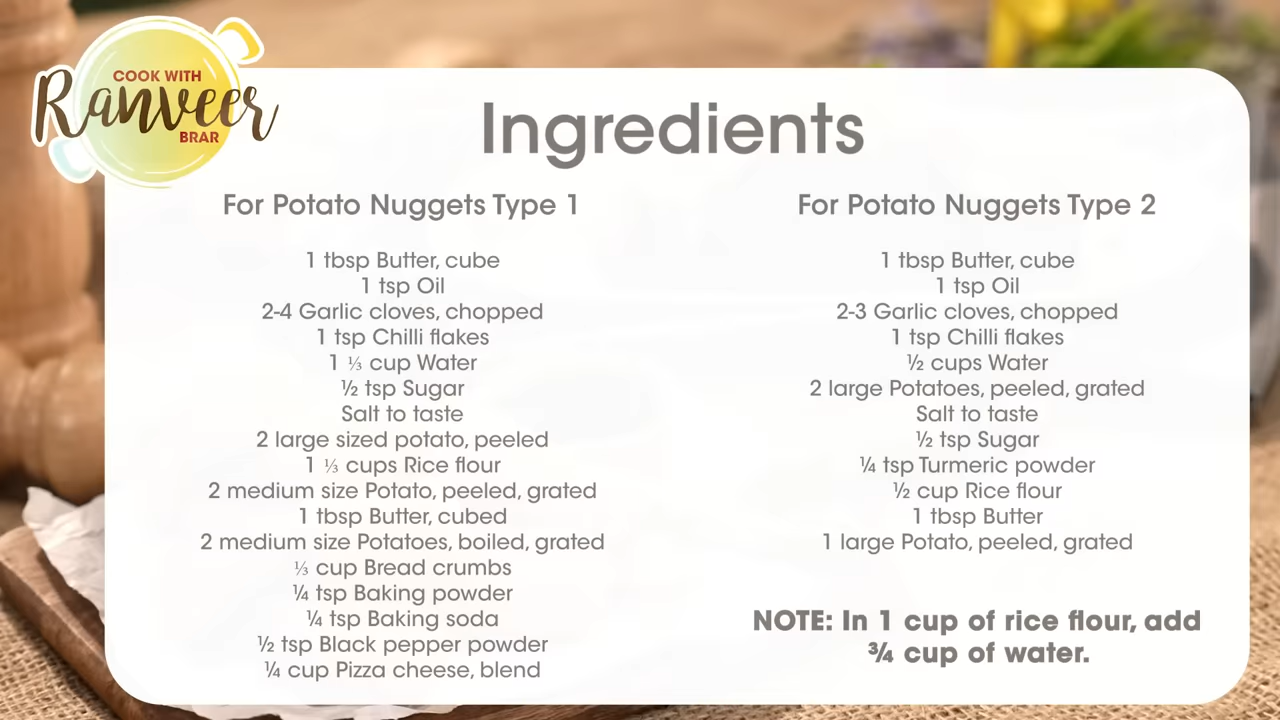 COOK WITH
Ranveer
BRAR
Ingredients
For Potato Nuggets Type 1
1 tbsp Butter, cube
1 tsp Oil
2-4 Garlic cloves, chopped
1 tsp Chilli flakes
1 ⅓ cup Water
½ tsp Sugar
Salt to taste
2 large sized potato, peeled
1 ⅓ cups Rice flour
2 medium size Potato, peeled, grated
1 tbsp Butter, cubed
2 medium size Potatoes, boiled, grated
⅓ cup Bread crumbs
¼ tsp Baking powder
¼ tsp Baking soda
½ tsp Black pepper powder
¼ cup Pizza cheese, blend
For Potato Nuggets Type 2
1 tbsp Butter, cube
1 tsp Oil
2-3 Garlic cloves, chopped
1 tsp Chilli flakes
½ cups Water
2 large Potatoes, peeled, grated
Salt to taste
½ tsp Sugar
¼ tsp Turmeric powder
½ cup Rice flour
1 tbsp Butter
1 large Potato, peeled, grated
NOTE: In 1 cup of rice flour, add
¾ cup of water.